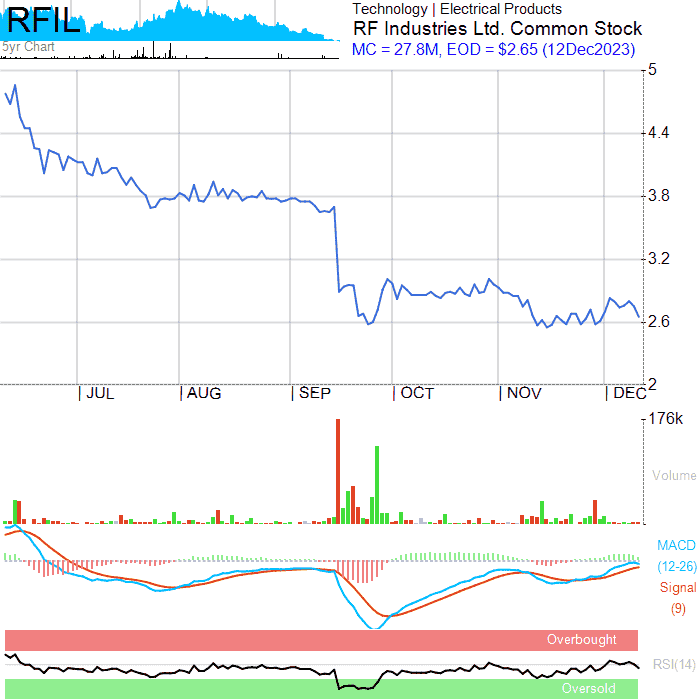 RFIL
5yr Chart
Technology | Electrical Products
RF Industries Ltd. Common Stock
MC = 27.8M, EOD = $2.65 (12Dec2023)
5
4.4
3.8
3.2
2.6
2
JUL
AUG
SEP
OCT
NOV
DEC
176k
Volume
MACD
(12-26)
Signal
(9)
Overbought
RSI(14)
Oversold